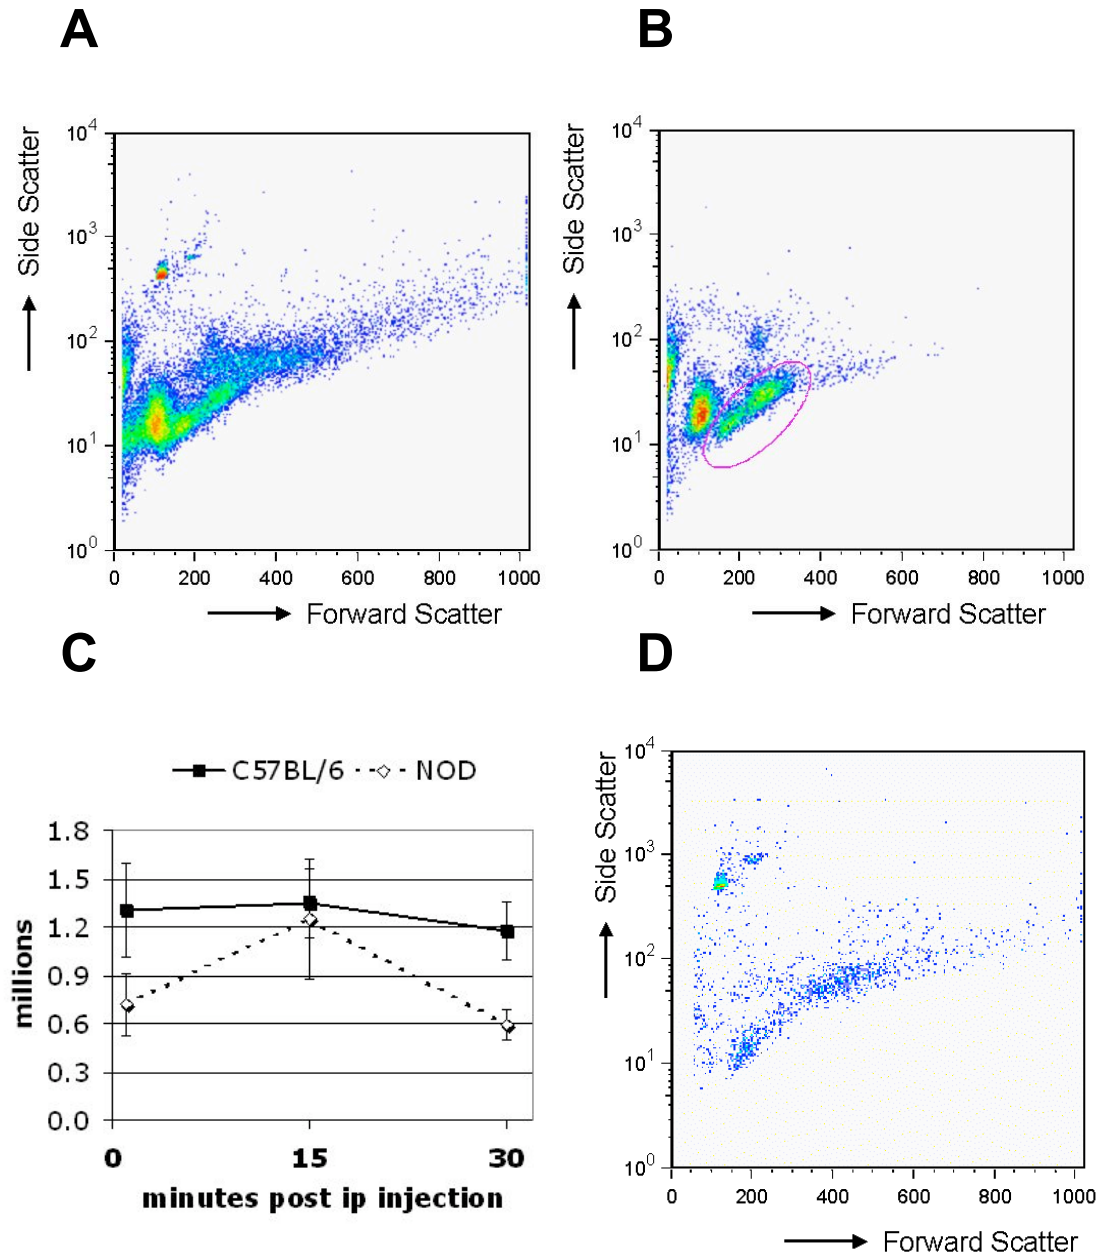 A
B
Side Scatter
10^4
10^3
10^2
10^1
10^0
0 200 400 600 800 1000
Forward Scatter
Side Scatter
10^4
10^3
10^2
10^1
10^0
0 200 400 600 800 1000
Forward Scatter
C
D
C57BL/6 NOD
millions
1.8
1.5
1.2
0.9
0.6
0.3
0.0
0 15 30
minutes post ip injection
Side Scatter
10^4
10^3
10^2
10^1
10^0
0 200 400 600 800 1000
Forward Scatter